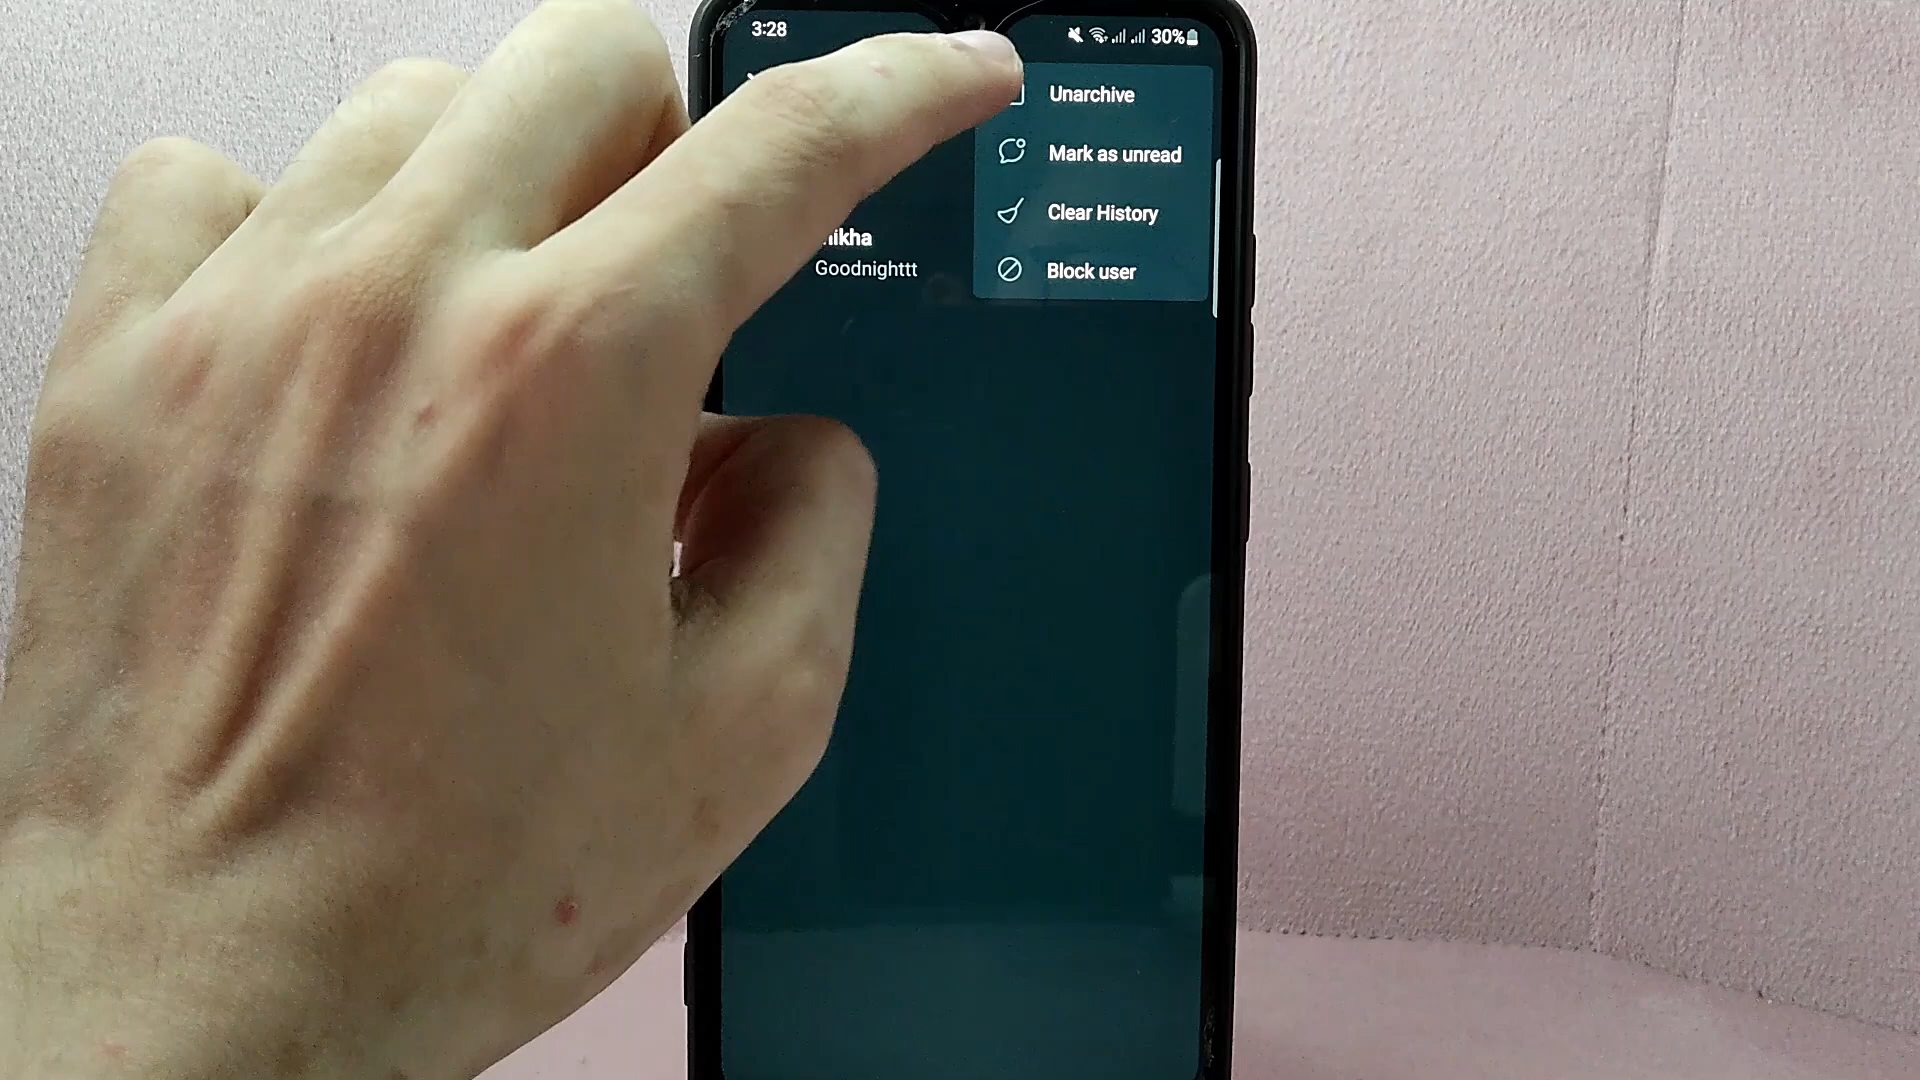 3:28
30%
Unarchive
Mark as unread
Clear History
Block user
Goodnighttt